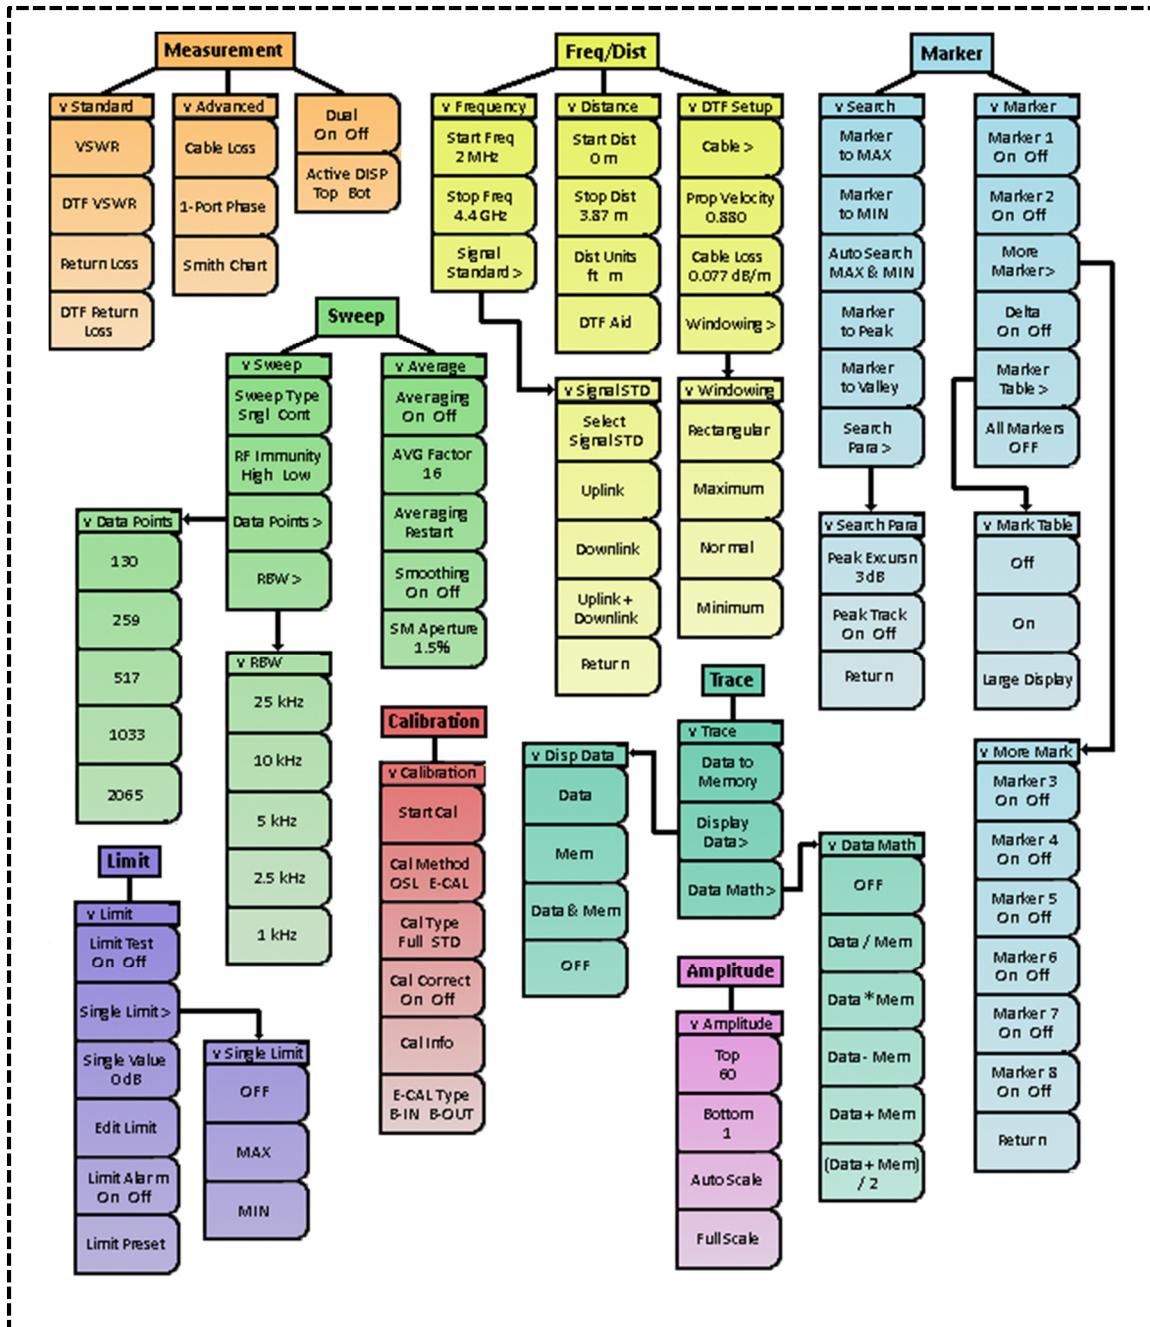 Measurement
v Standard
VSWR
DTF VSWR
Return Loss
DTF Return
Loss
v Advanced
Cable Loss
1-Port Phase
Smith Chart
Dual
On Off
Active DISP
Top Bot
Freq/Dist
v Frequency
Start Freq
2 MHz
Stop Freq
4.4 GHz
Signal
Standard >
v Distance
Start Dist
0 m
Stop Dist
3.87 m
Dist Units
ft m
DTF Aid
v DTF Setup
Cable >
Prop Velocity
0.880
Cable Loss
0.077 dB/m
Windowing >
v SignalSTD
Select
SignalSTD
Uplink
Downlink
Uplink +
Downlink
Return
v Windowing
Rectangular
Maximum
Normal
Minimum
Marker
v Search
Marker
to MAX
Marker
to MIN
Auto Search
MAX & MIN
Marker
to Peak
Marker
to Valley
Search
Para >
v Search Para
Peak Excursn
3 dB
Peak Track
On Off
Return
v Marker
Marker 1
On Off
Marker 2
On Off
More
Marker>
Delta
On Off
Marker
Table >
All Markers
OFF
v Mark Table
Off
On
Large Display
v More Mark
Marker 3
On Off
Marker 4
On Off
Marker 5
On Off
Marker 6
On Off
Marker 7
On Off
Marker 8
On Off
Return
Sweep
v Sweep
Sweep Type
Sngl Cont
RF Immunity
High Low
Data Points >
RBW >
v Average
Averaging
On Off
AVG Factor
16
Averaging
Restart
Smoothing
On Off
SM Aperture
1.5%
v Data Points
130
259
517
1033
2065
v RBW
25 kHz
10 kHz
5 kHz
2.5 kHz
1 kHz
Calibration
v Calibration
Start Cal
Cal Method
OSL E-CAL
Cal Type
Full STD
Cal Correct
On Off
Cal Info
E-CAL Type
B-IN B-OUT
Trace
v Trace
Data to
Memory
Display
Data>
Data Math>
v Disp Data
Data
Mem
Data & Mem
OFF
v Data Math
OFF
Data / Mem
Data * Mem
Data - Mem
Data + Mem
(Data + Mem)
/ 2
Limit
v Limit
Limit Test
On Off
Single Limit>
Single Value
0 dB
Edit Limit
Limit Alarm
On Off
Limit Preset
v Single Limit
OFF
MAX
MIN
Amplitude
v Amplitude
Top
60
Bottom
1
Auto Scale
Full Scale